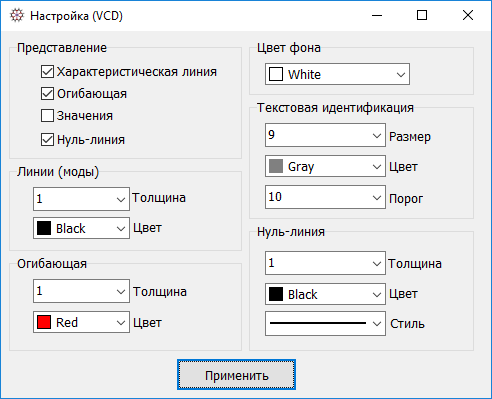 Настройка (VCD)
Представление
Характеристическая линия
Огибающая
Значения
Нуль-линия
Линии (моды)
1 Толщина
Black Цвет
Огибающая
1 Толщина
Red Цвет
Цвет фона
White
Текстовая идентификация
9 Размер
Gray Цвет
10 Порог
Нуль-линия
1 Толщина
Black Цвет
Стиль
Применить